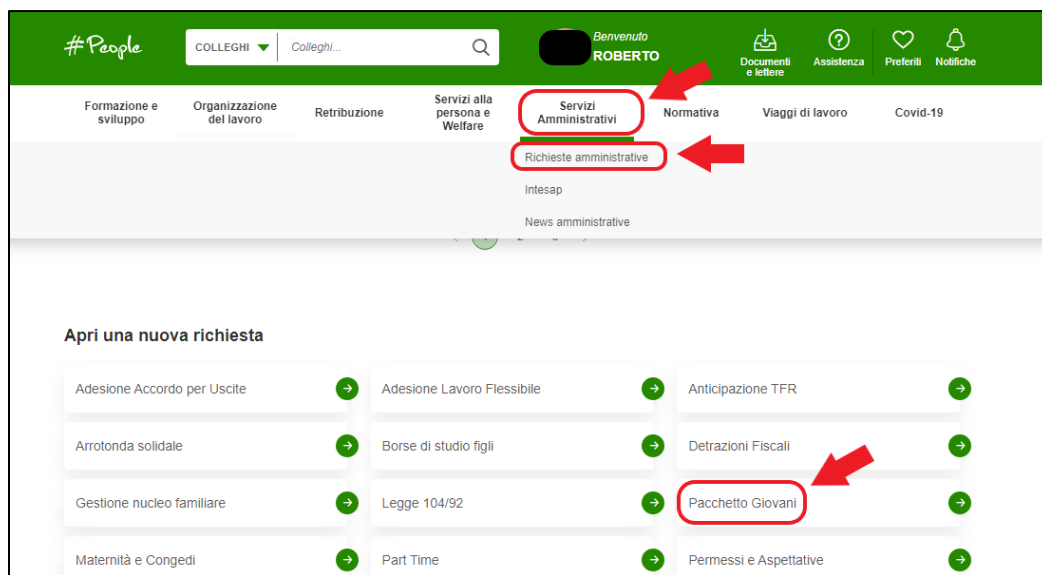 #People
COLLEGHI
Colleghi...
Benvenuto
ROBERTO
Documenti
e lettere
Assistenza
Preferiti
Notifiche
Formazione e
sviluppo
Organizzazione
del lavoro
Retribuzione
Servizi alla
persona e
Welfare
Servizi
Amministrativi
Normativa
Viaggi di lavoro
Covid-19
Richieste amministrative
Intesap
News amministrative
Apri una nuova richiesta
Adesione Accordo per Uscite
Adesione Lavoro Flessibile
Anticipazione TFR
Arrotonda solidale
Borse di studio figli
Detrazioni Fiscali
Gestione nucleo familiare
Legge 104/92
Pacchetto Giovani
Maternità e Congedi
Part Time
Permessi e Aspettative